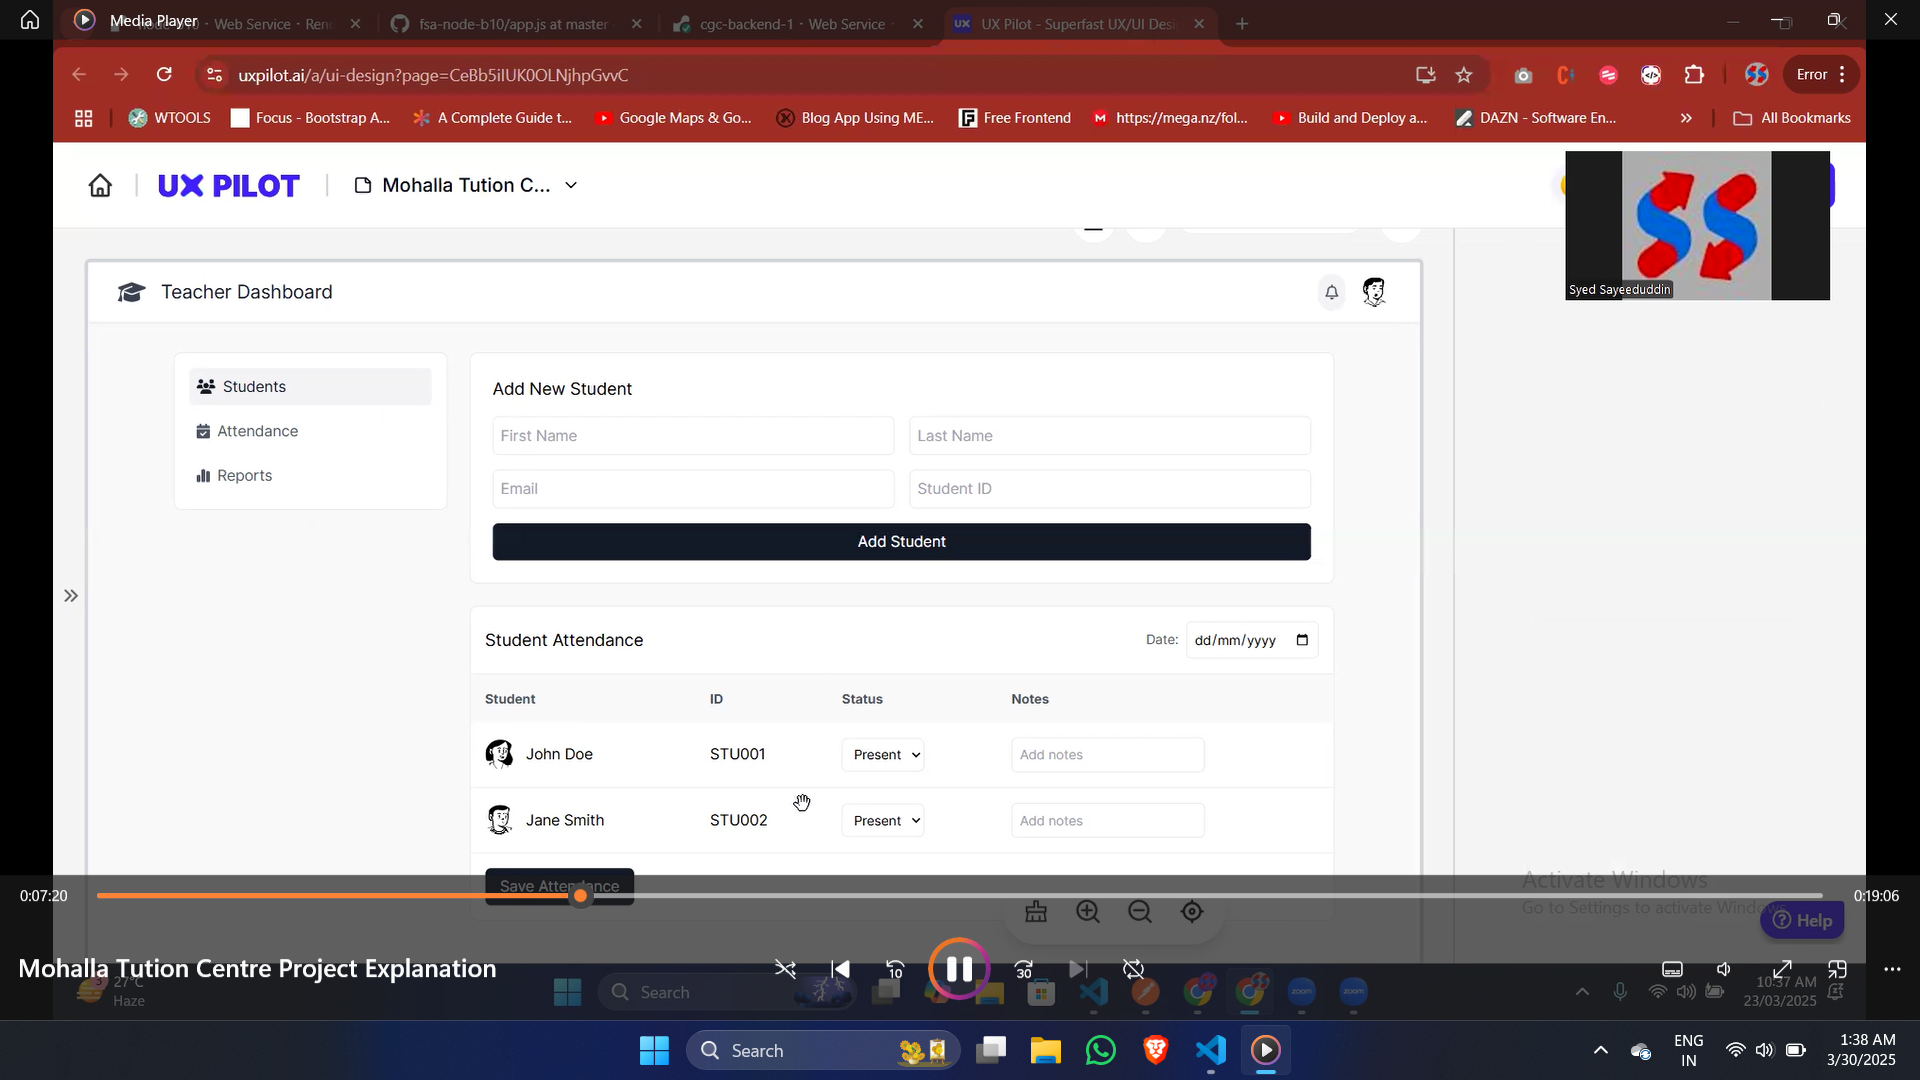 Media Player
node-b10 · Web Service · Ren
fsa-node-b10/app.js at master
cgc-backend-1 · Web Service
UX Pilot - Superfast UX/UI Desi
uxpilot.ai/a/ui-design?page=CeBb5iIUK0OLNjhpGvvC
Error
WTOOLS
Focus - Bootstrap A...
A Complete Guide t...
Google Maps & Go...
Blog App Using ME...
Free Frontend
https://mega.nz/fol...
Build and Deploy a...
DAZN - Software En...
All Bookmarks
UX PILOT
Mohalla Tution C...
Syed Sayeeduddin
Teacher Dashboard
Students
Attendance
Reports
Add New Student
First Name
Last Name
Email
Student ID
Add Student
Student Attendance
Date:
dd/mm/yyyy
Student ID Status Notes
John Doe STU001 Present Add notes
Jane Smith STU002 Present Add notes
Save Attendance
Activate Windows
Go to Settings to activate Windows.
0:07:20
0:19:06
Help
Mohalla Tution Centre Project Explanation
10
30
27°C
Haze
Search
zoom
zoom
10:37 AM
23/03/2025
Search
ENG
IN
1:38 AM
3/30/2025